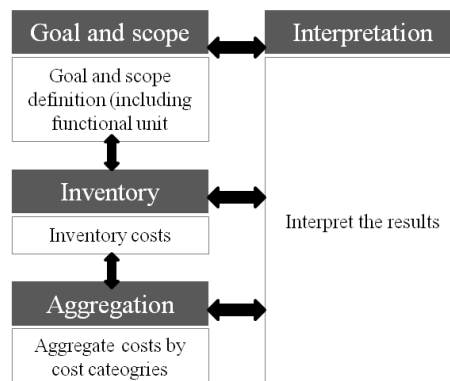 Goal and scope
Goal and scope
definition (including
functional unit
Inventory
Inventory costs
Aggregation
Aggregate costs by
cost cateogries
Interpretation
Interpret the results